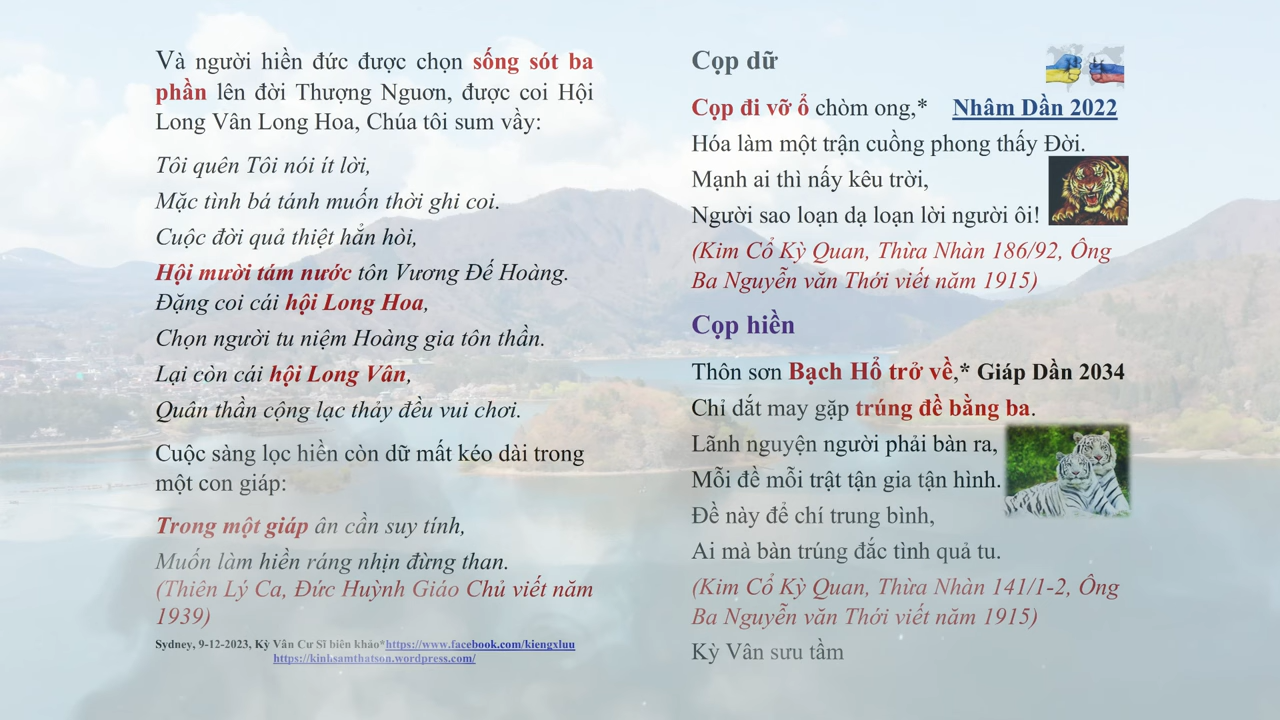 Và người hiền đức được chọn sống sót ba
phần lên đời Thượng Nguơn, được coi Hội
Long Vân Long Hoa, Chúa tôi sum vầy:
Tôi quên Tôi nói ít lời,
Mặc tình bá tánh muốn thời ghi coi.
Cuộc đời quả thiệt hẳn hòi,
Hội mười tám nước tôn Vương Đế Hoàng.
Đặng coi cái hội Long Hoa,
Chọn người tu niệm Hoàng gia tôn thần.
Lại còn cái hội Long Vân,
Quân thần cộng lạc thảy đều vui chơi.
Cuộc sàng lọc hiền còn dữ mất kéo dài trong
một con giáp:
Trong một giáp ân cần suy tính,
Muốn làm hiền ráng nhịn đừng than.
(Thiên Lý Ca, Đức Huỳnh Giáo Chủ viết năm
1939)
Sydney, 9-12-2023, Kỳ Vân Cư Sĩ biên khảo*https://www.facebook.com/kiengxluu
https://kinhsamthatson.wordpress.com/
Cọp dữ
Cọp đi vỡ ổ chòm ong,* Nhâm Dần 2022
Hóa làm một trận cuồng phong thấy Đời.
Mạnh ai thì nấy kêu trời,
Người sao loạn dạ loạn lời người ôi!
(Kim Cổ Kỳ Quan, Thừa Nhàn 186/92, Ông
Ba Nguyễn văn Thới viết năm 1915)
Cọp hiền
Thôn sơn Bạch Hổ trở về,* Giáp Dần 2034
Chỉ dắt may gặp trúng đề bằng ba.
Lãnh nguyện người phải bàn ra,
Mỗi đề mỗi trật tận gia tận hình.
Đề này để chí trung bình,
Ai mà bàn trúng đắc tình quả tu.
(Kim Cổ Kỳ Quan, Thừa Nhàn 141/1-2, Ông
Ba Nguyễn văn Thới viết năm 1915)
Kỳ Vân sưu tầm